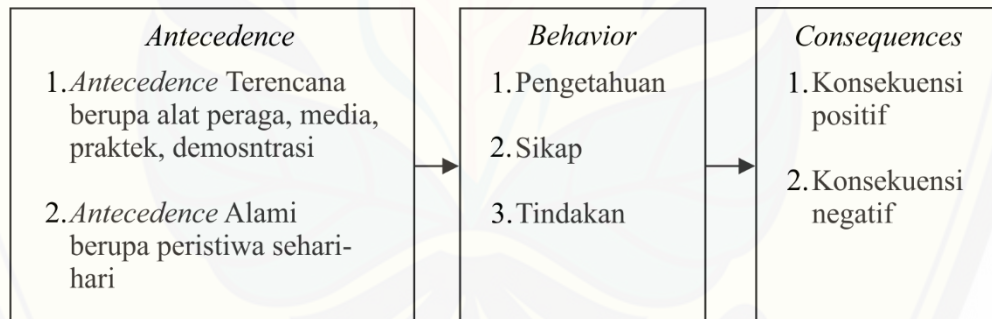 Antecedence
1. Antecedence Terencana
berupa alat peraga, media,
praktek, demosntrasi
2. Antecedence Alami
berupa peristiwa sehari-
hari
Behavior
1. Pengetahuan
2. Sikap
3. Tindakan
Consequences
1. Konsekuensi
positif
2. Konsekuensi
negatif